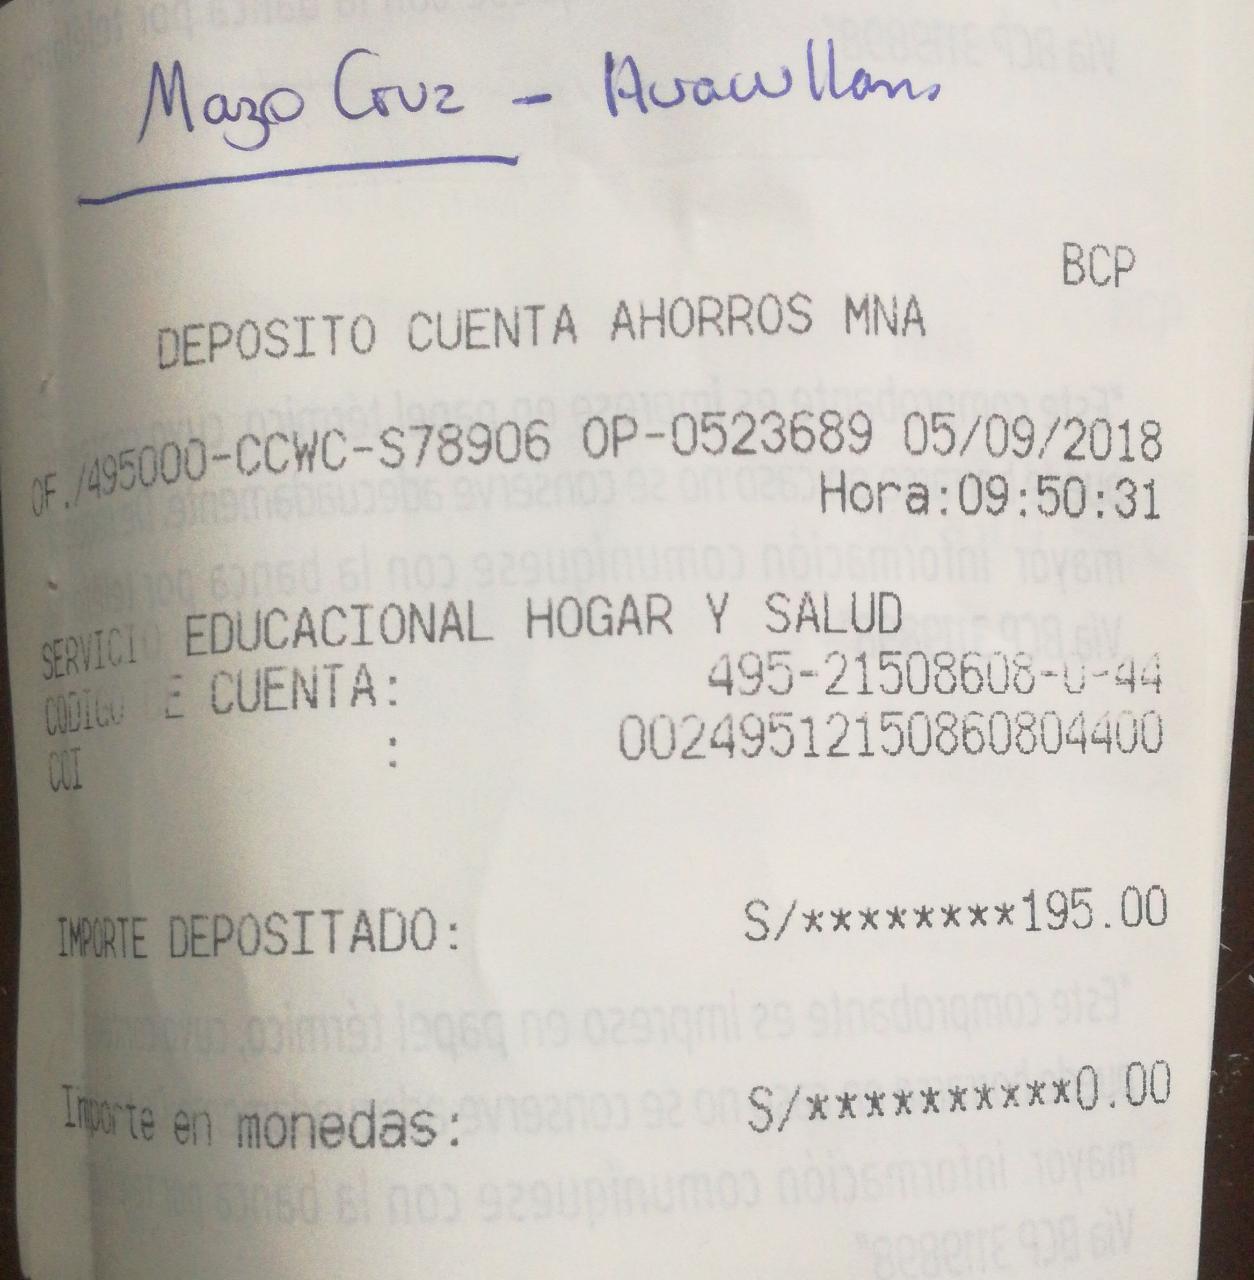 Mazo Cruz - Huacullani
BCP
DEPOSITO CUENTA AHORROS MNA
OF./495000-CCWC-S78906 OP-0523689 05/09/2018
Hora:09:50:31
SERVICIO EDUCACIONAL HOGAR Y SALUD
CODIGO DE CUENTA: 495-21508608-0-44
CCI : 00249512150860804400
IMPORTE DEPOSITADO: S/********195.00
Importe en monedas: S/**********0.00